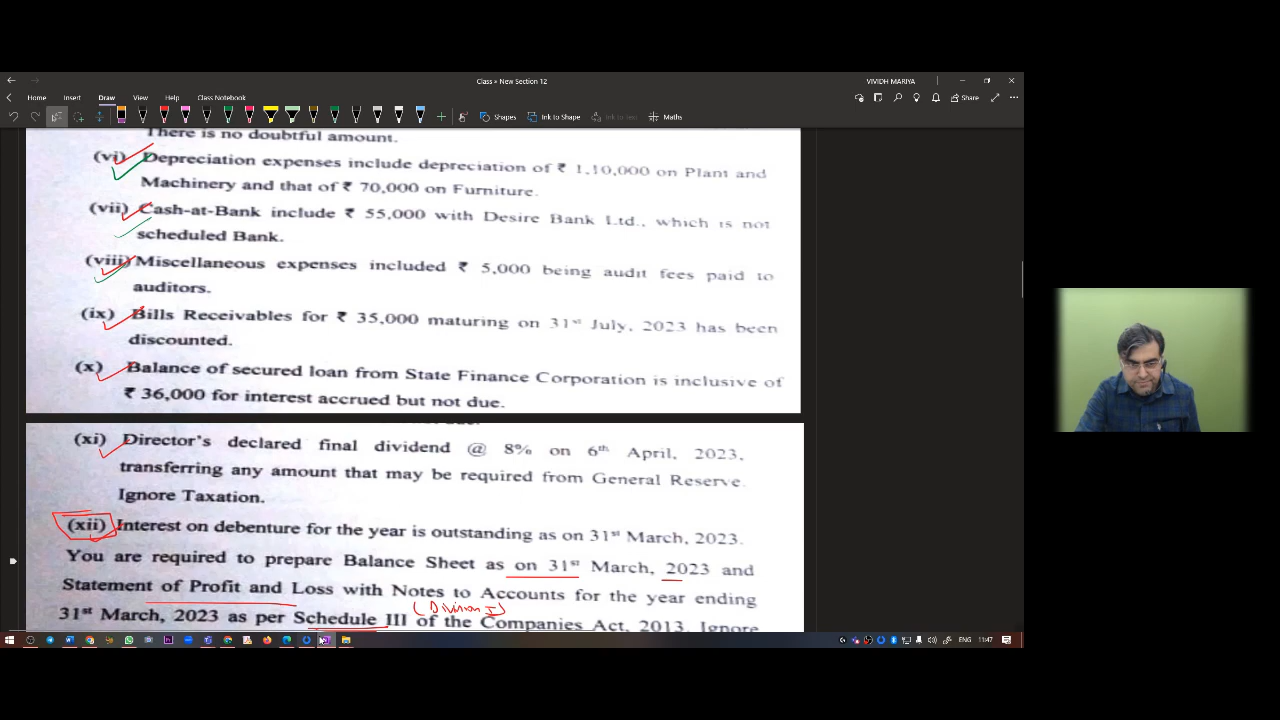 Class » New Section 12
VIVIDH MARIYA
Home Insert Draw View Help Class Notebook
Share
Shapes Ink to Shape Ink to Text Maths
There is no doubtful amount.
(vi) Depreciation expenses include depreciation of ₹ 1,10,000 on Plant and
Machinery and that of ₹ 70,000 on Furniture.
(vii) Cash-at-Bank include ₹ 55,000 with Desire Bank Ltd., which is not
scheduled Bank.
(viii) Miscellaneous expenses included ₹ 5,000 being audit fees paid to
auditors.
(ix) Bills Receivables for ₹ 35,000 maturing on 31st July, 2023 has been
discounted.
(x) Balance of secured loan from State Finance Corporation is inclusive of
₹ 36,000 for interest accrued but not due.
(xi) Director's declared final dividend @ 8% on 6th April, 2023,
transferring any amount that may be required from General Reserve.
Ignore Taxation.
(xii) Interest on debenture for the year is outstanding as on 31st March, 2023.
You are required to prepare Balance Sheet as on 31st March, 2023 and
Statement of Profit and Loss with Notes to Accounts for the year ending
(Division I)
31st March, 2023 as per Schedule III of the Companies Act, 2013. Ignore
ENG 11:47